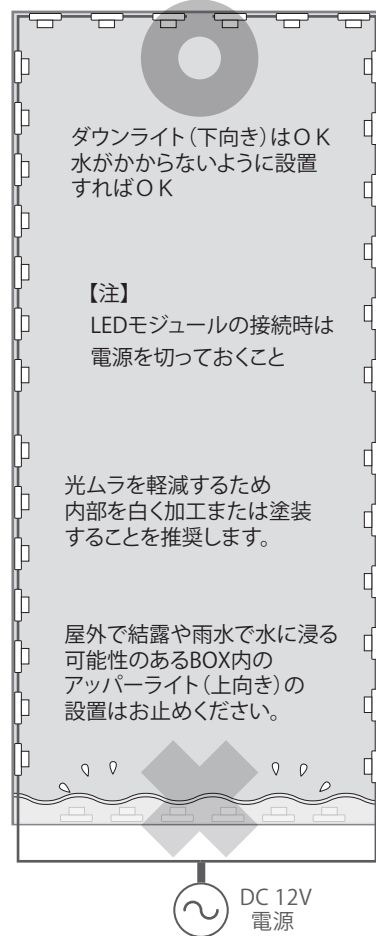 ダウンライト（下向き）はＯＫ
水がかからないように設置
すればＯＫ
【注】
LEDモジュールの接続時は
電源を切っておくこと
光ムラを軽減するため
内部を白く加工または塗装
することを推奨します。
屋外で結露や雨水で水に浸る
可能性のあるBOX内の
アッパーライト（上向き）の
設置はお止めください。
DC 12V
電源